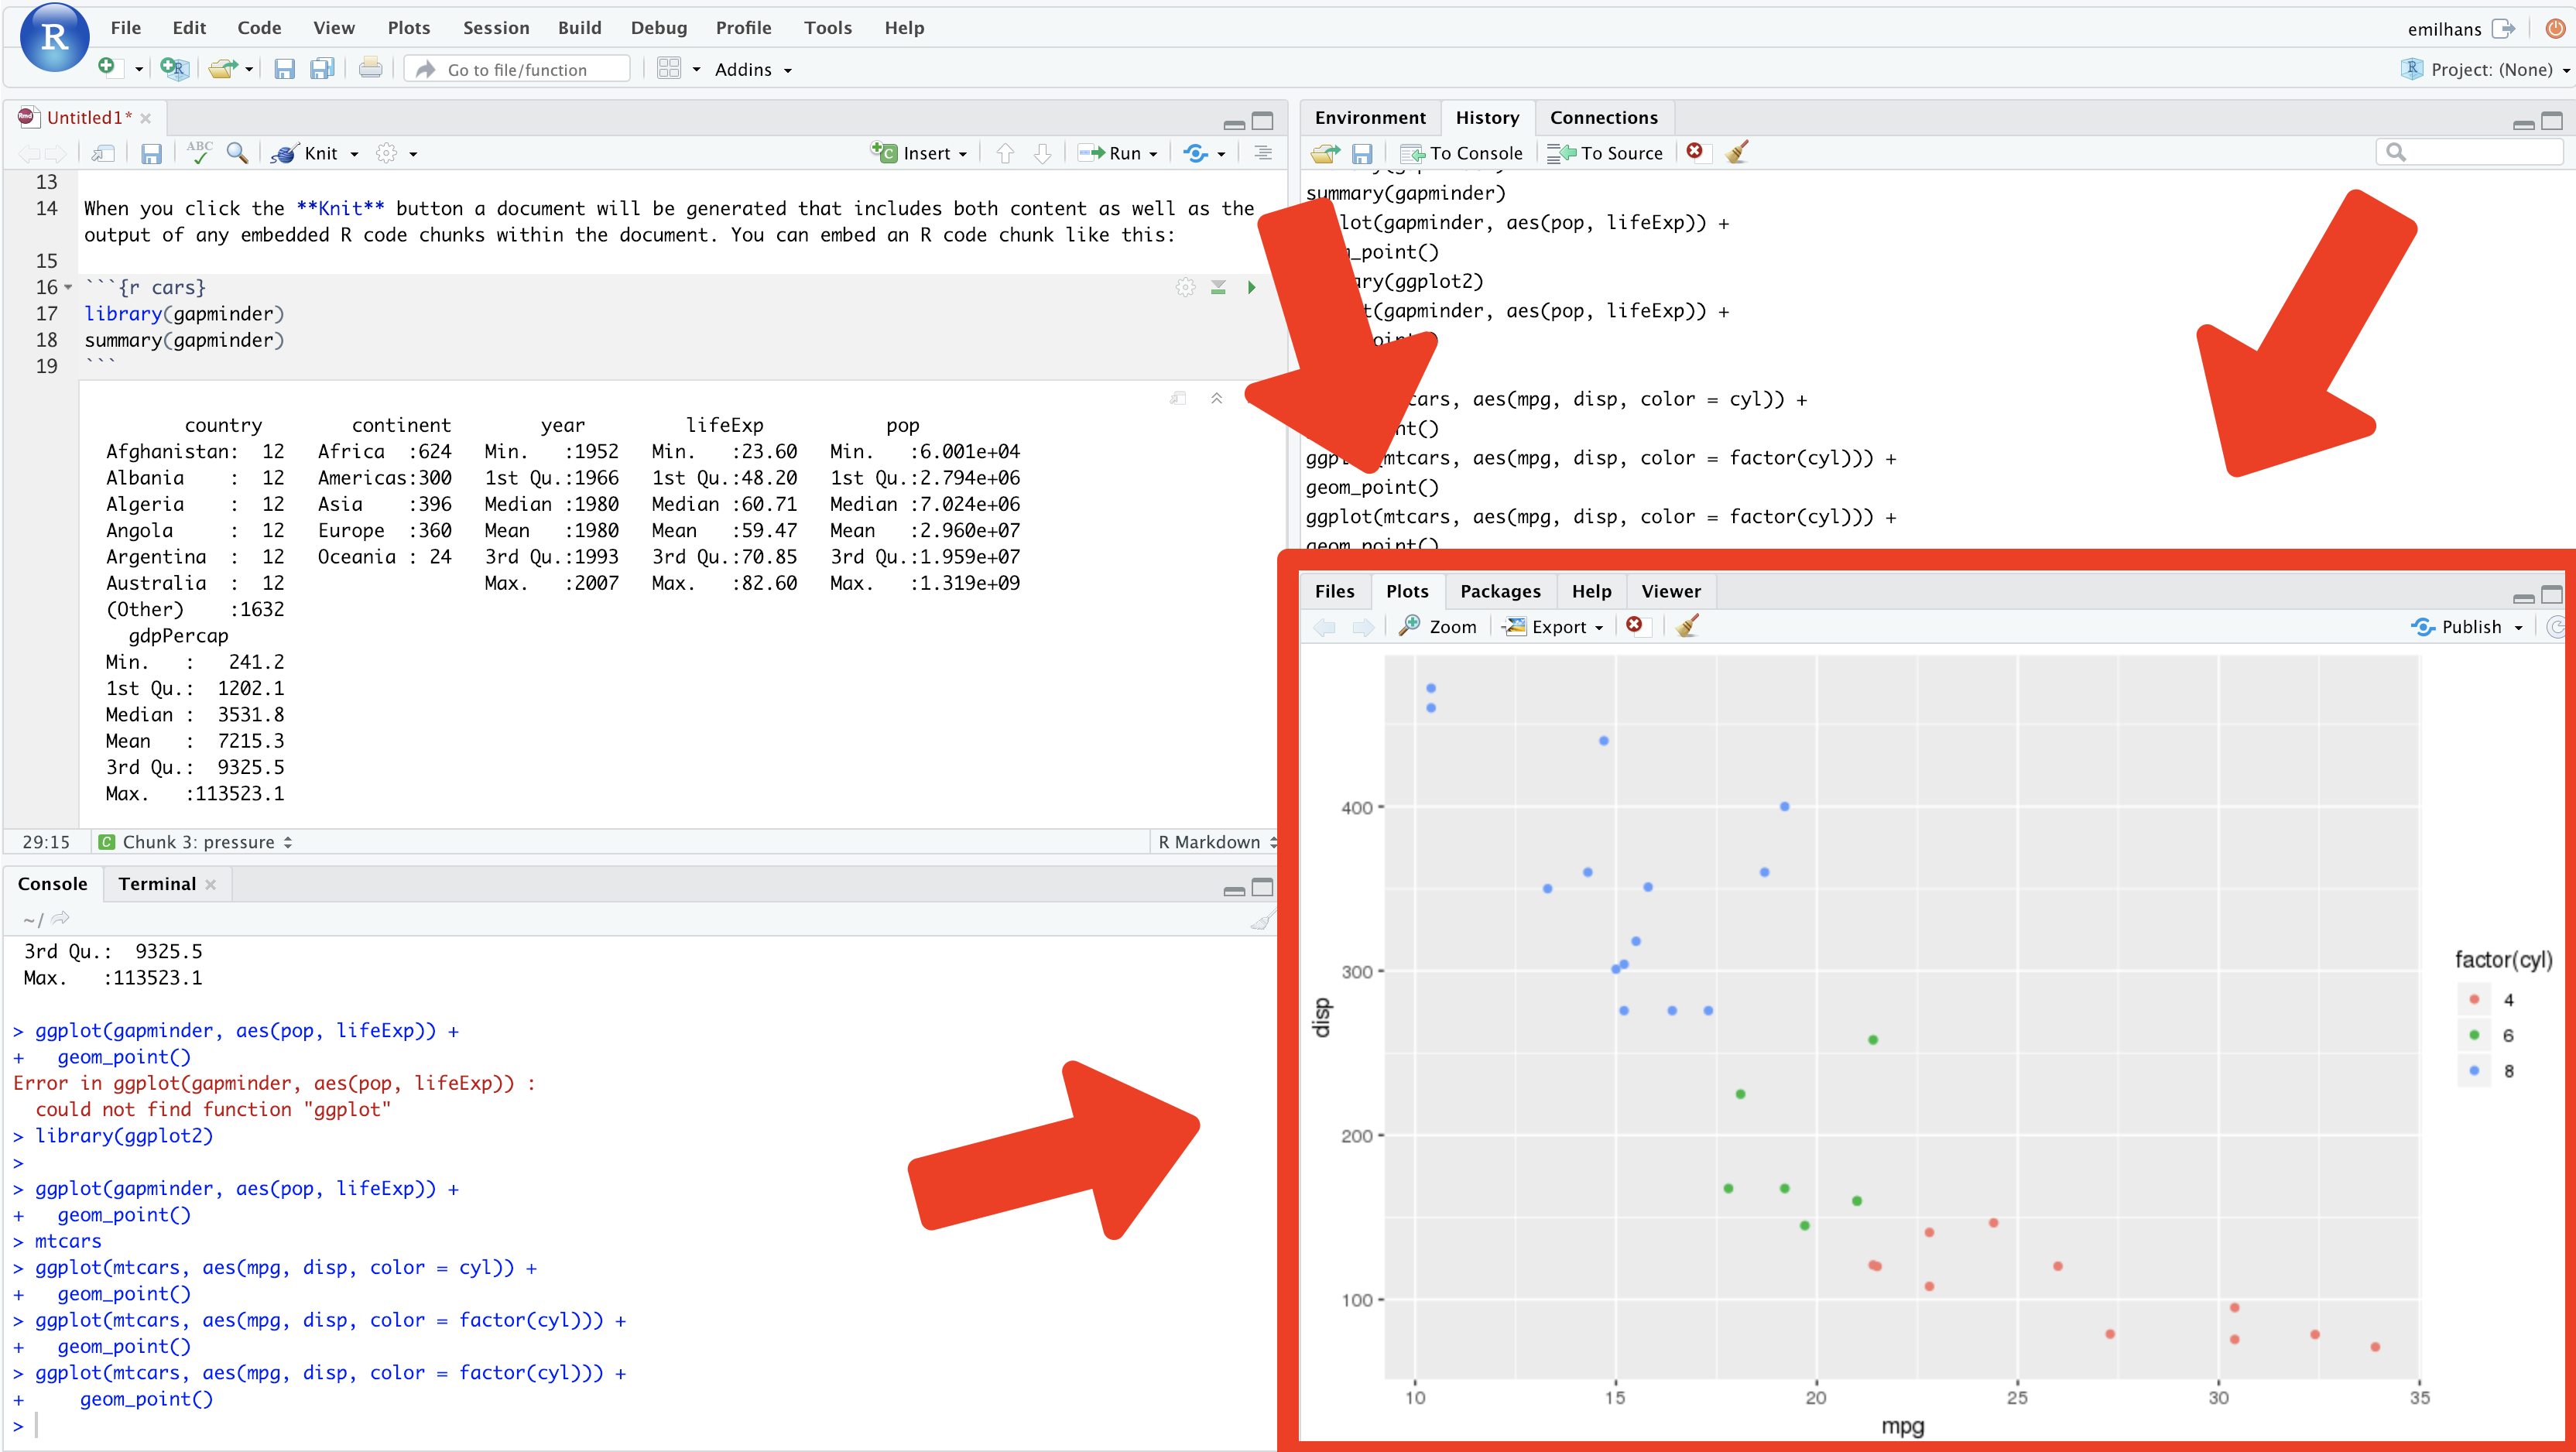 R
File Edit Code View Plots Session Build Debug Profile Tools Help
emilhans
Go to file/function
Addins
Project: (None)
Untitled1*
ABC
Knit
Insert
Run
13
14 When you click the **Knit** button a document will be generated that includes both content as well as the
output of any embedded R code chunks within the document. You can embed an R code chunk like this:
15
16 ```{r cars}
17 library(gapminder)
18 summary(gapminder)
19 ```
country continent year lifeExp pop
Afghanistan: 12 Africa :624 Min. :1952 Min. :23.60 Min. :6.001e+04
Albania : 12 Americas:300 1st Qu.:1966 1st Qu.:48.20 1st Qu.:2.794e+06
Algeria : 12 Asia :396 Median :1980 Median :60.71 Median :7.024e+06
Angola : 12 Europe :360 Mean :1980 Mean :59.47 Mean :2.960e+07
Argentina : 12 Oceania : 24 3rd Qu.:1993 3rd Qu.:70.85 3rd Qu.:1.959e+07
Australia : 12 Max. :2007 Max. :82.60 Max. :1.319e+09
(Other) :1632
gdpPercap
Min. : 241.2
1st Qu.: 1202.1
Median : 3531.8
Mean : 7215.3
3rd Qu.: 9325.5
Max. :113523.1
29:15 C Chunk 3: pressure R Markdown
Console Terminal
~/
3rd Qu.: 9325.5
Max. :113523.1
> ggplot(gapminder, aes(pop, lifeExp)) +
+ geom_point()
Error in ggplot(gapminder, aes(pop, lifeExp)) :
could not find function "ggplot"
> library(ggplot2)
>
> ggplot(gapminder, aes(pop, lifeExp)) +
+ geom_point()
> mtcars
> ggplot(mtcars, aes(mpg, disp, color = cyl)) +
+ geom_point()
> ggplot(mtcars, aes(mpg, disp, color = factor(cyl))) +
+ geom_point()
> ggplot(mtcars, aes(mpg, disp, color = factor(cyl))) +
+ geom_point()
>
Environment History Connections
To Console To Source
summary(gapminder)
lot(gapminder, aes(pop, lifeExp)) +
_point()
ary(ggplot2)
t(gapminder, aes(pop, lifeExp)) +
cars, aes(mpg, disp, color = cyl)) +
nt()
ggp mtcars, aes(mpg, disp, color = factor(cyl))) +
geom_point()
ggplot(mtcars, aes(mpg, disp, color = factor(cyl))) +
geom_point()
Files Plots Packages Help Viewer
Zoom Export Publish
disp
400
300
200
100
10 15 20 25 30 35
mpg
factor(cyl)
4
6
8